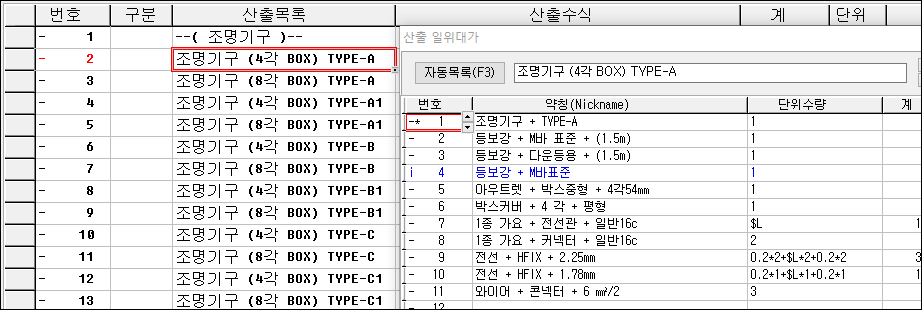 번호 구분 산출목록 산출수식 계 단위
- 1 --( 조명기구 )--
- 2 조명기구 (4각 BOX) TYPE-A
- 3 조명기구 (8각 BOX) TYPE-A
- 4 조명기구 (4각 BOX) TYPE-A1
- 5 조명기구 (8각 BOX) TYPE-A1
- 6 조명기구 (4각 BOX) TYPE-B
- 7 조명기구 (8각 BOX) TYPE-B
- 8 조명기구 (4각 BOX) TYPE-B1
- 9 조명기구 (8각 BOX) TYPE-B1
- 10 조명기구 (4각 BOX) TYPE-C
- 11 조명기구 (8각 BOX) TYPE-C
- 12 조명기구 (4각 BOX) TYPE-C1
- 13 조명기구 (8각 BOX) TYPE-C1
산출 일위대가
자동목록(F3) 조명기구 (4각 BOX) TYPE-A
번호 약칭(Nickname) 단위수량 계
-* 1 조명기구 + TYPE-A 1
- 2 등보강 + M바 표준 + (1.5m) 1
- 3 등보강 + 다운등용 + (1.5m) 1
i 4 등보강 + M바표준 1
- 5 아우트렛 + 박스중형 + 4각54mm 1
- 6 박스커버 + 4 각 + 평형 1
- 7 1종 가요 + 전선관 + 일반16c $L 1
- 8 1종 가요 + 커넥터 + 일반16c 2
- 9 전선 + HFIX + 2.25mm 0.2*2+$L*2+0.2*2 3
- 10 전선 + HFIX + 1.78mm 0.2*1+$L*1+0.2*1 1
- 11 와이어 + 콘넥터 + 6 ㎟/2 3
- 12